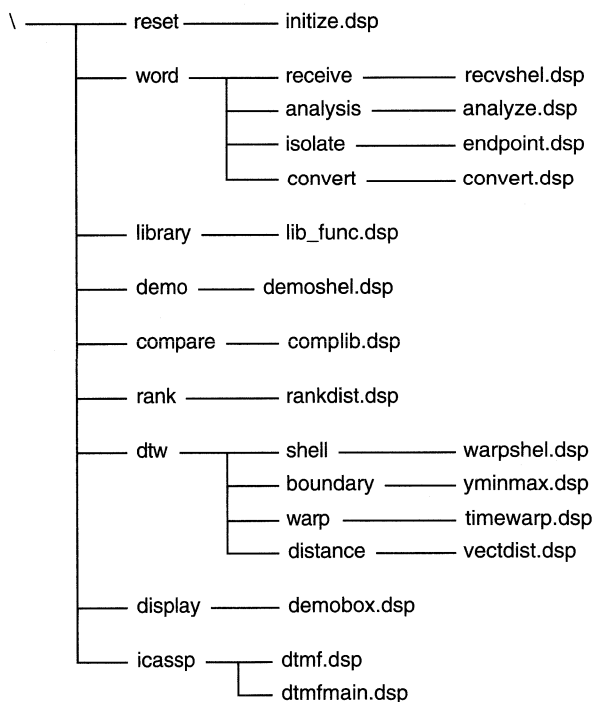 \ reset initize.dsp
word receive recvshel.dsp
analysis analyze.dsp
isolate endpoint.dsp
convert convert.dsp
library lib_func.dsp
demo demoshel.dsp
compare complib.dsp
rank rankdist.dsp
dtw shell warpshel.dsp
boundary yminmax.dsp
warp timewarp.dsp
distance vectdist.dsp
display demobox.dsp
icassp dtmf.dsp
dtmfmain.dsp